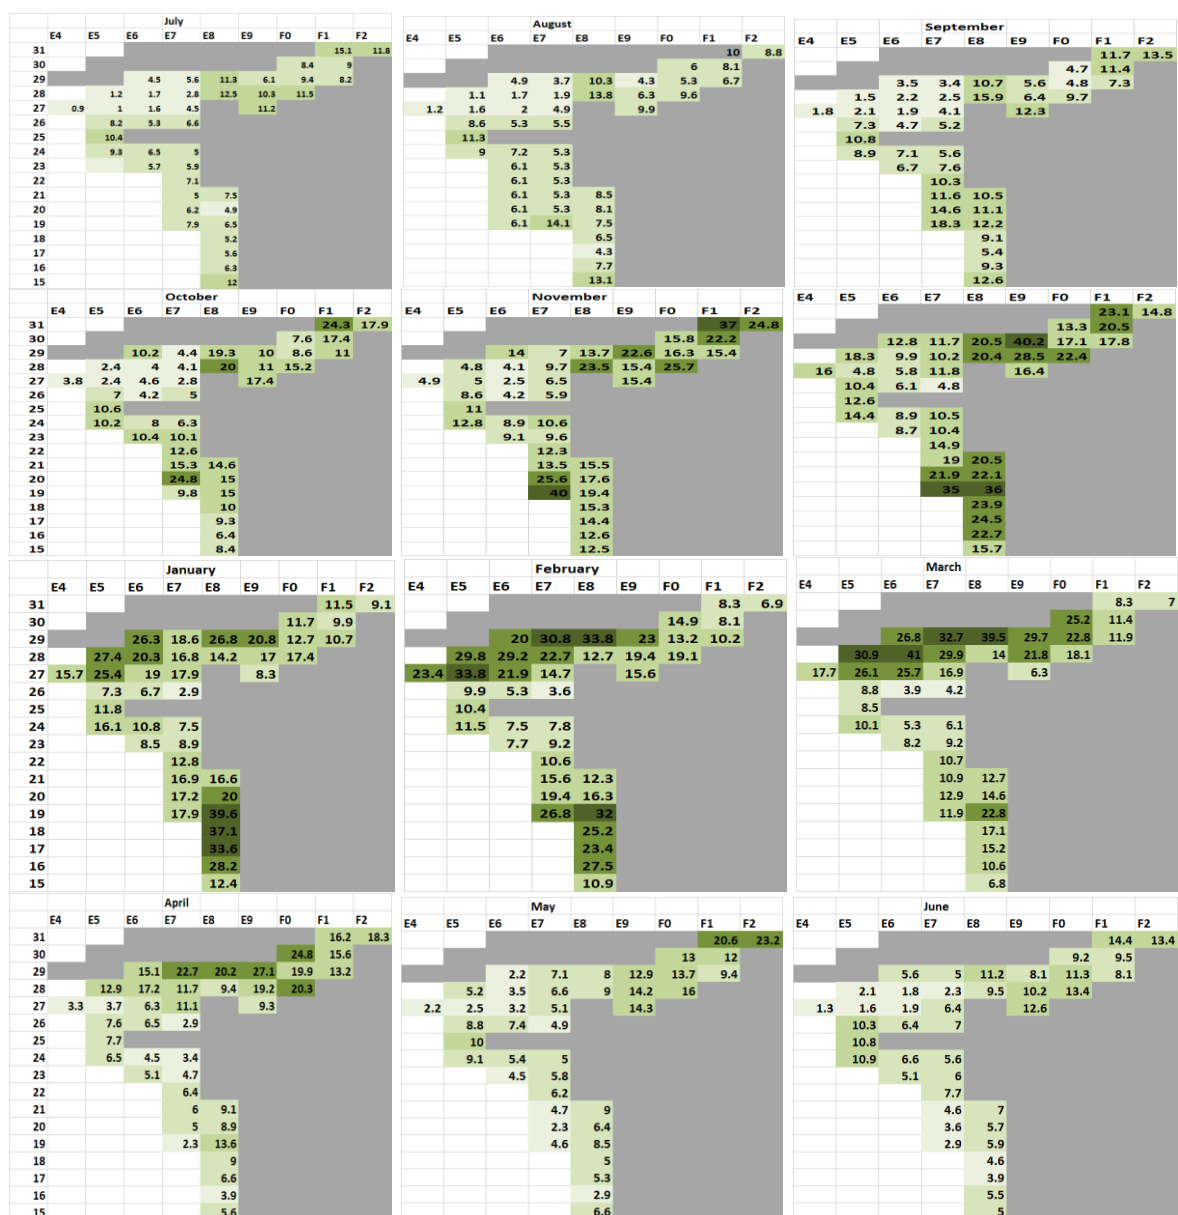 July
E4 E5 E6 E7 E8 E9 F0 F1 F2
31 15.1 11.8
30 8.4 9
29 4.5 5.6 11.3 6.1 9.4 8.2
28 1.2 1.7 2.8 12.5 10.3 11.5
27 0.9 1 1.6 4.5 11.2
26 8.2 5.3 6.6
25 10.4
24 9.3 6.5 5
23 5.7 5.9
22 7.1
21 5 7.5
20 6.2 4.9
19 7.9 6.5
18 5.2
17 5.6
16 6.3
15 12
August
E4 E5 E6 E7 E8 E9 F0 F1 F2
10 8.8
6 8.1
4.9 3.7 10.3 4.3 5.3 6.7
1.1 1.7 1.9 13.8 6.3 9.6
1.2 1.6 2 4.9 9.9
8.6 5.3 5.5
11.3
9 7.2 5.3
6.1 5.3
6.1 5.3
6.1 5.3 8.5
6.1 5.3 8.1
6.1 14.1 7.5
6.5
4.3
7.7
13.1
September
E4 E5 E6 E7 E8 E9 F0 F1 F2
11.7 13.5
4.7 11.4
3.5 3.4 10.7 5.6 4.8 7.3
1.5 2.2 2.5 15.9 6.4 9.7
1.8 2.1 1.9 4.1 12.3
7.3 4.7 5.2
10.8
8.9 7.1 5.6
6.7 7.6
10.3
11.6 10.5
14.6 11.1
18.3 12.2
9.1
5.4
9.3
12.6
October
E4 E5 E6 E7 E8 E9 F0 F1 F2
31 24.3 17.9
30 7.6 17.4
29 10.2 4.4 19.3 10 8.6 11
28 2.4 4 4.1 20 11 15.2
27 3.8 2.4 4.6 2.8 17.4
26 7 4.2 5
25 10.6
24 10.2 8 6.3
23 10.4 10.1
22 12.6
21 15.3 14.6
20 24.8 15
19 9.8 15
18 10
17 9.3
16 6.4
15 8.4
November
E4 E5 E6 E7 E8 E9 F0 F1 F2
37 24.8
15.8 22.2
14 7 13.7 22.6 16.3 15.4
4.8 4.1 9.7 23.5 15.4 25.7
4.9 5 2.5 6.5 15.4
8.6 4.2 5.9
11
12.8 8.9 10.6
9.1 9.6
12.3
13.5 15.5
25.6 17.6
40 19.4
15.3
14.4
12.6
12.5
E4 E5 E6 E7 E8 E9 F0 F1 F2
23.1 14.8
13.3 20.5
12.8 11.7 20.5 40.2 17.1 17.8
18.3 9.9 10.2 20.4 28.5 22.4
16 4.8 5.8 11.8 16.4
10.4 6.1 4.8
12.6
14.4 8.9 10.5
8.7 10.4
14.9
19 20.5
21.9 22.1
35 36
23.9
24.5
22.7
15.7
January
E4 E5 E6 E7 E8 E9 F0 F1 F2
31 11.5 9.1
30 11.7 9.9
29 26.3 18.6 26.8 20.8 12.7 10.7
28 27.4 20.3 16.8 14.2 17 17.4
27 15.7 25.4 19 17.9 8.3
26 7.3 6.7 2.9
25 11.8
24 16.1 10.8 7.5
23 8.5 8.9
22 12.8
21 16.9 16.6
20 17.2 20
19 17.9 39.6
18 37.1
17 33.6
16 28.2
15 12.4
February
E4 E5 E6 E7 E8 E9 F0 F1 F2
8.3 6.9
14.9 8.1
20 30.8 33.8 23 13.2 10.2
29.8 29.2 22.7 12.7 19.4 19.1
23.4 33.8 21.9 14.7 15.6
9.9 5.3 3.6
10.4
11.5 7.5 7.8
7.7 9.2
10.6
15.6 12.3
19.4 16.3
26.8 32
25.2
23.4
27.5
10.9
March
E4 E5 E6 E7 E8 E9 F0 F1 F2
8.3 7
25.2 11.4
26.8 32.7 39.5 29.7 22.8 11.9
30.9 41 29.9 14 21.8 18.1
17.7 26.1 25.7 16.9 6.3
8.8 3.9 4.2
8.5
10.1 5.3 6.1
8.2 9.2
10.7
10.9 12.7
12.9 14.6
11.9 22.8
17.1
15.2
10.6
6.8
April
E4 E5 E6 E7 E8 E9 F0 F1 F2
31 16.2 18.3
30 24.8 15.6
29 15.1 22.7 20.2 27.1 19.9 13.2
28 12.9 17.2 11.7 9.4 19.2 20.3
27 3.3 3.7 6.3 11.1 9.3
26 7.6 6.5 2.9
25 7.7
24 6.5 4.5 3.4
23 5.1 4.7
22 6.4
21 6 9.1
20 5 8.9
19 2.3 13.6
18 9
17 6.6
16 3.9
15 5.6
May
E4 E5 E6 E7 E8 E9 F0 F1 F2
20.6 23.2
13 12
2.2 7.1 8 12.9 13.7 9.4
5.2 3.5 6.6 9 14.2 16
2.2 2.5 3.2 5.1 14.3
8.8 7.4 4.9
10
9.1 5.4 5
4.5 5.8
6.2
4.7 9
2.3 6.4
4.6 8.5
5
5.3
2.9
6.6
June
E4 E5 E6 E7 E8 E9 F0 F1 F2
14.4 13.4
9.2 9.5
5.6 5 11.2 8.1 11.3 8.1
2.1 1.8 2.3 9.5 10.2 13.4
1.3 1.6 1.9 6.4 12.6
10.3 6.4 7
10.8
10.9 6.6 5.6
5.1 6
7.7
4.6 7
3.6 5.7
2.9 5.9
4.6
3.9
5.5
5